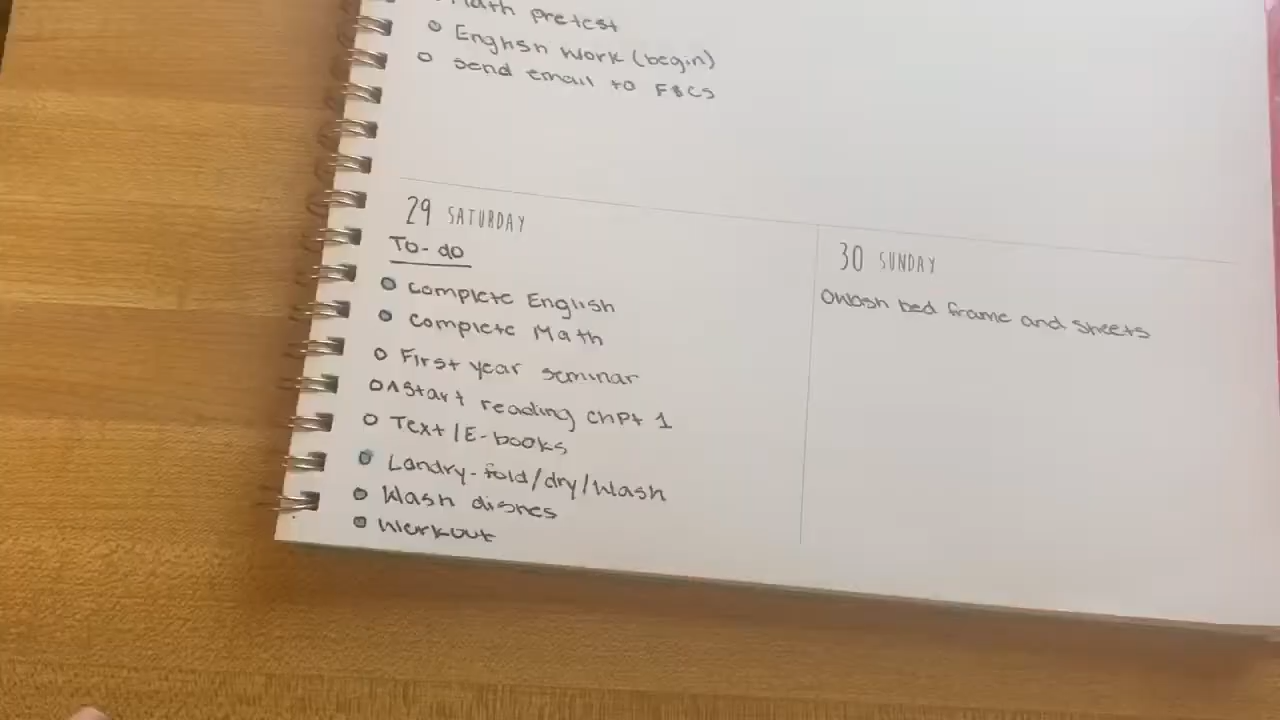 Math pretest
English work (begin)
send email to F&CS
29 SATURDAY
To-do
Complete English
Complete Math
First year seminar
^Start reading chpt 1
Text/E-books
Landry-fold/dry/wash
Wash dishes
Workout
30 SUNDAY
Wash bed frame and sheets